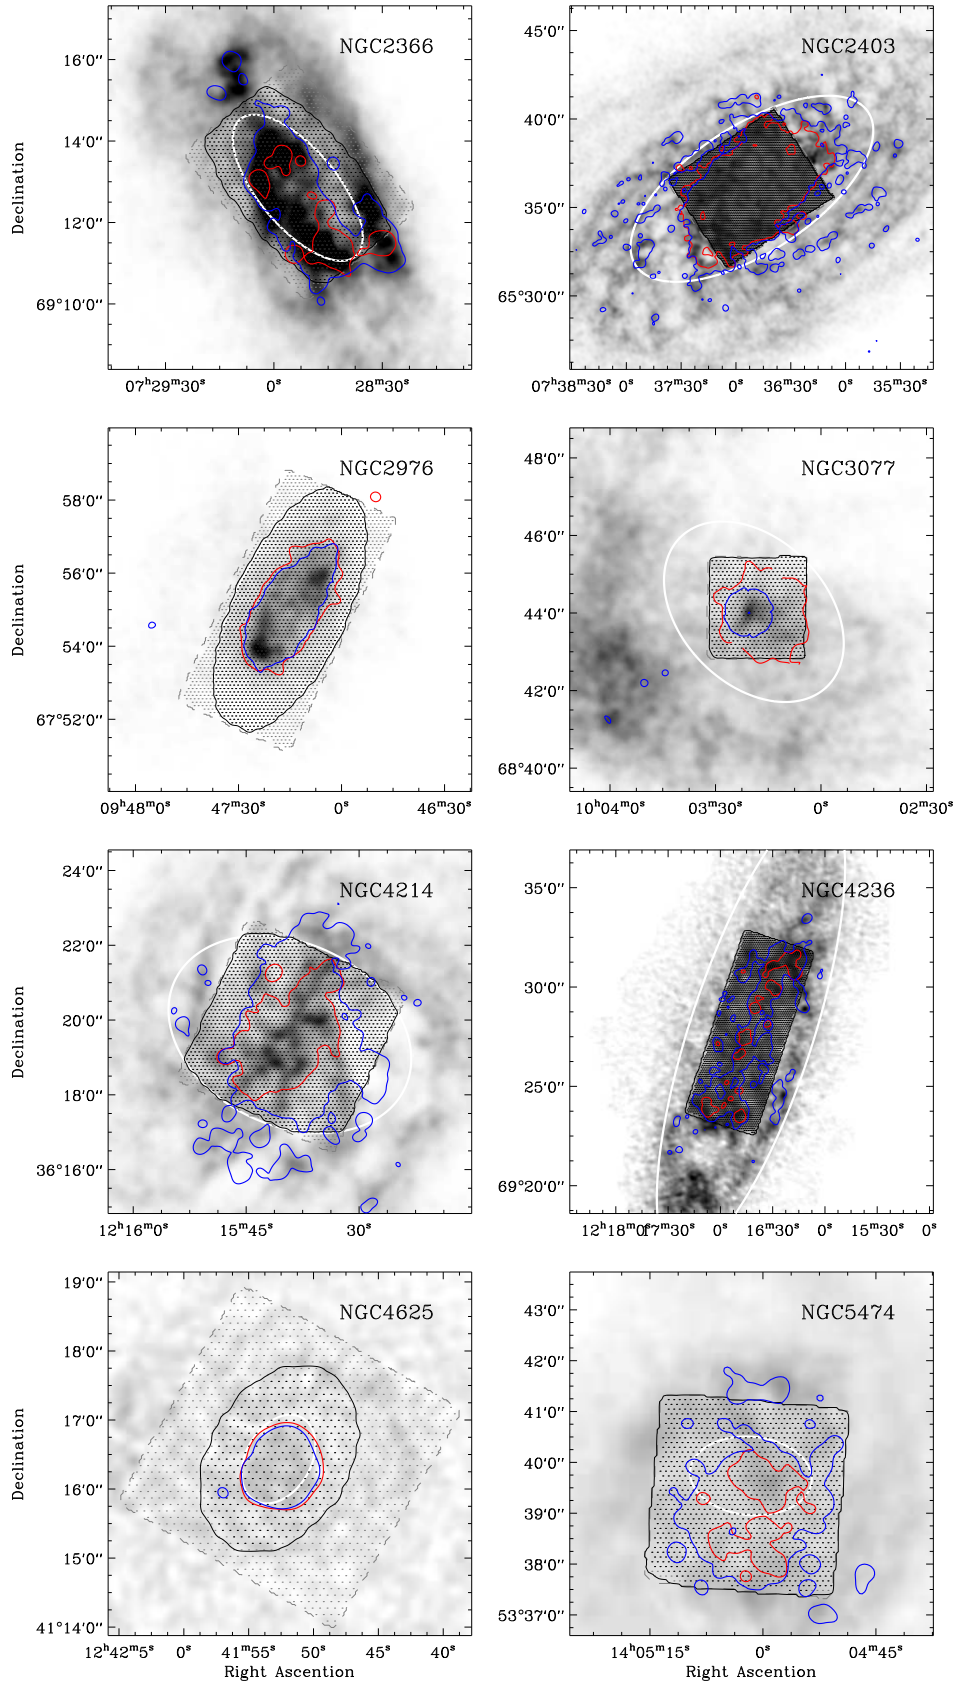 NGC2366
16'0''
14'0''
12'0''
69°10'0''
Declination
07ʰ29ᵐ30ˢ 0ˢ 28ᵐ30ˢ
NGC2403
45'0''
40'0''
35'0''
65°30'0''
07ʰ38ᵐ30ˢ 0ˢ 37ᵐ30ˢ 0ˢ 36ᵐ30ˢ 0ˢ 35ᵐ30ˢ
NGC2976
58'0''
56'0''
54'0''
67°52'0''
Declination
09ʰ48ᵐ0ˢ 47ᵐ30ˢ 0ˢ 46ᵐ30ˢ
NGC3077
48'0''
46'0''
44'0''
42'0''
68°40'0''
10ʰ04ᵐ0ˢ 03ᵐ30ˢ 0ˢ 02ᵐ30ˢ
NGC4214
24'0''
22'0''
20'0''
18'0''
36°16'0''
Declination
12ʰ16ᵐ0ˢ 15ᵐ45ˢ 30ˢ
NGC4236
35'0''
30'0''
25'0''
69°20'0''
12ʰ18ᵐ0ˢ 17ᵐ30ˢ 0ˢ 16ᵐ30ˢ 0ˢ 15ᵐ30ˢ 0ˢ
NGC4625
19'0''
18'0''
17'0''
16'0''
15'0''
41°14'0''
Declination
12ʰ42ᵐ5ˢ 0ˢ 41ᵐ55ˢ 50ˢ 45ˢ 40ˢ
Right Ascention
NGC5474
43'0''
42'0''
41'0''
40'0''
39'0''
38'0''
53°37'0''
14ʰ05ᵐ15ˢ 0ˢ 04ᵐ45ˢ
Right Ascention